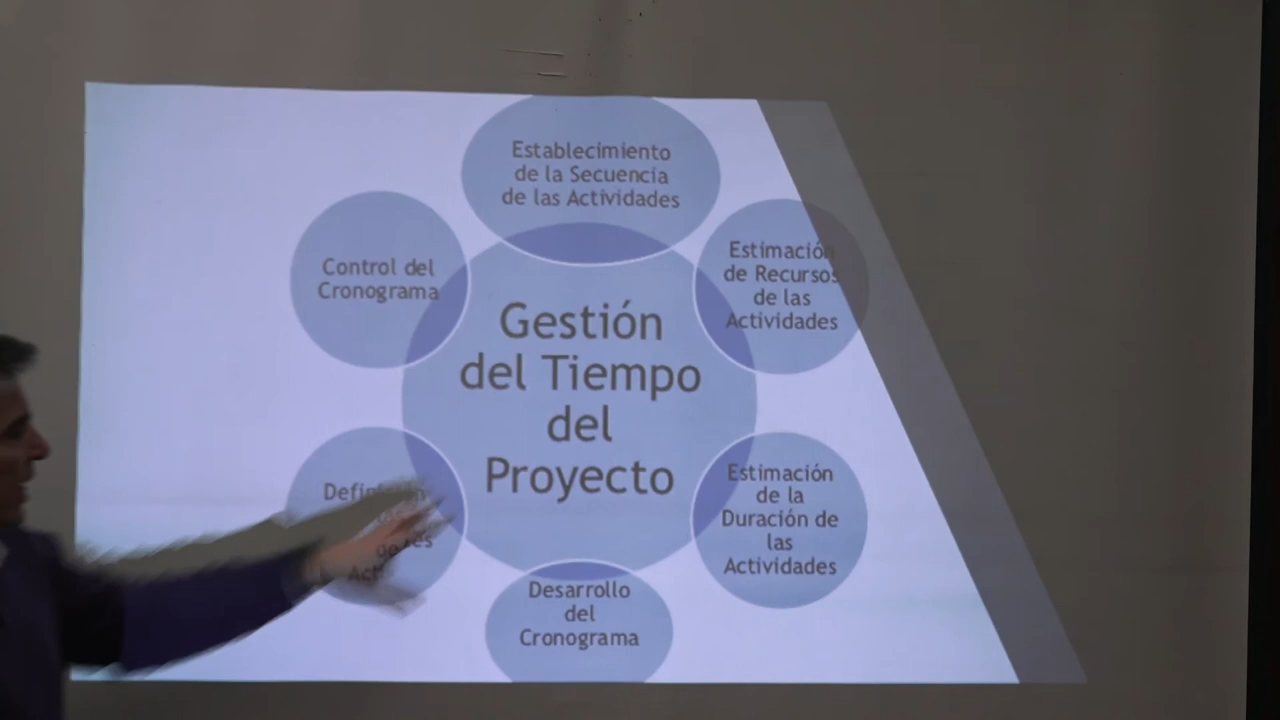 Establecimiento
de la Secuencia
de las Actividades
Estimación
de Recursos
de las
Actividades
Control del
Cronograma
Gestión
del Tiempo
del
Proyecto
Estimación
de la
Duración de
las
Actividades
Desarrollo
del
Cronograma